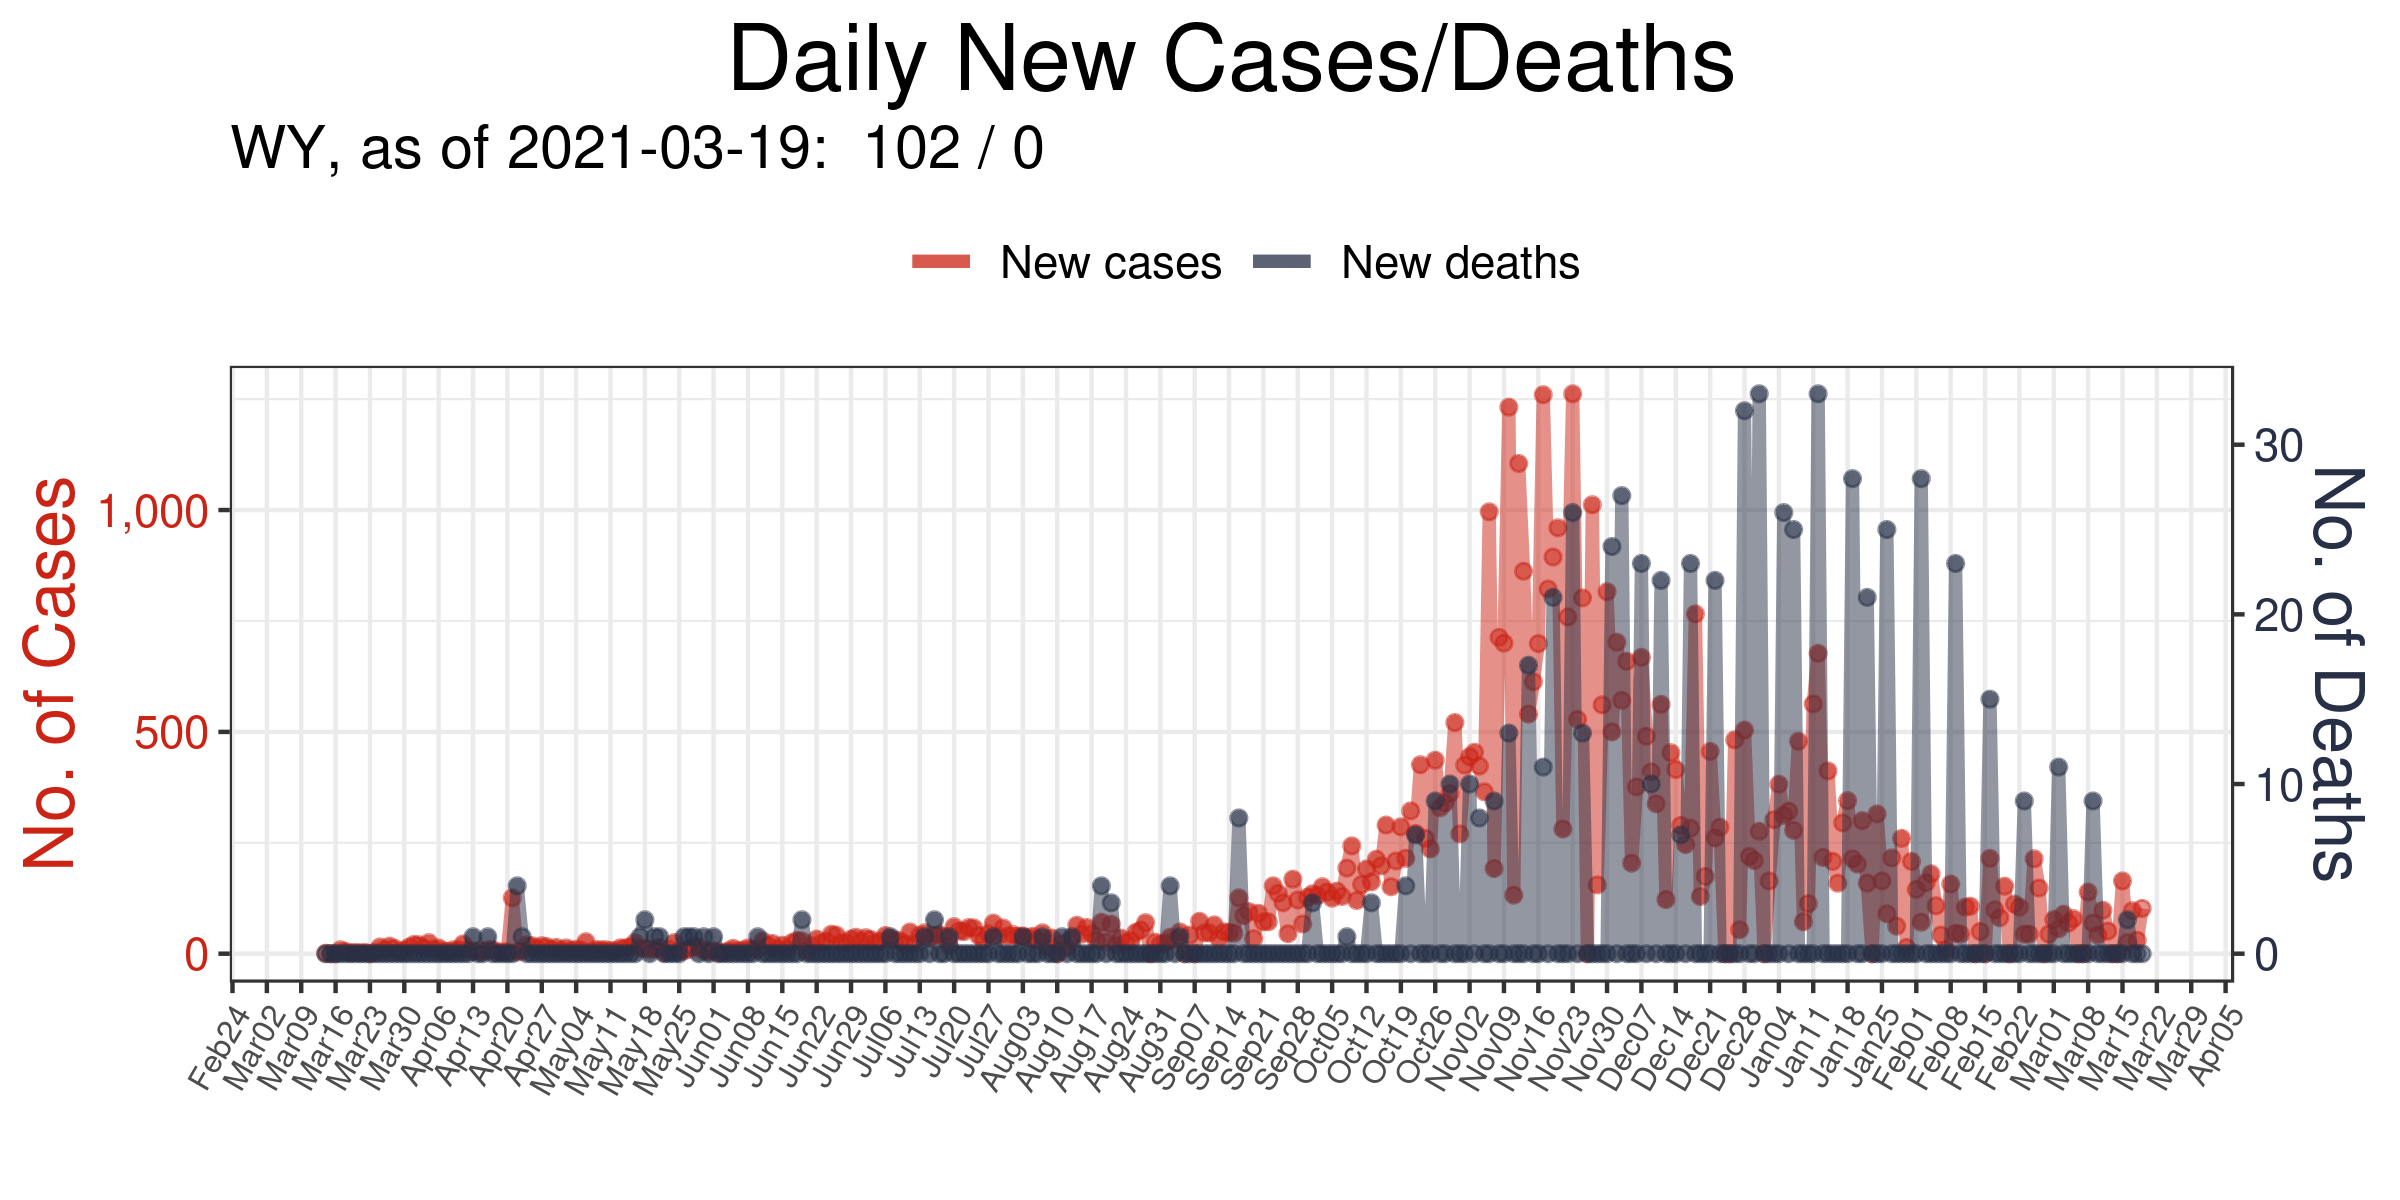 Daily New Cases/Deaths
WY, as of 2021-03-19:  102 / 0
New cases
New deaths
No. of Cases
1,000
500
0
30
20
10
0
No. of Deaths
Feb24
Mar02
Mar09
Mar16
Mar23
Mar30
Apr06
Apr13
Apr20
Apr27
May04
May11
May18
May25
Jun01
Jun08
Jun15
Jun22
Jun29
Jul06
Jul13
Jul20
Jul27
Aug03
Aug10
Aug17
Aug24
Aug31
Sep07
Sep14
Sep21
Sep28
Oct05
Oct12
Oct19
Oct26
Nov02
Nov09
Nov16
Nov23
Nov30
Dec07
Dec14
Dec21
Dec28
Dec04
Jan11
Jan18
Jan25
Feb01
Feb08
Feb15
Feb22
Mar01
Mar08
Mar15
Mar22
Mar29
Apr05